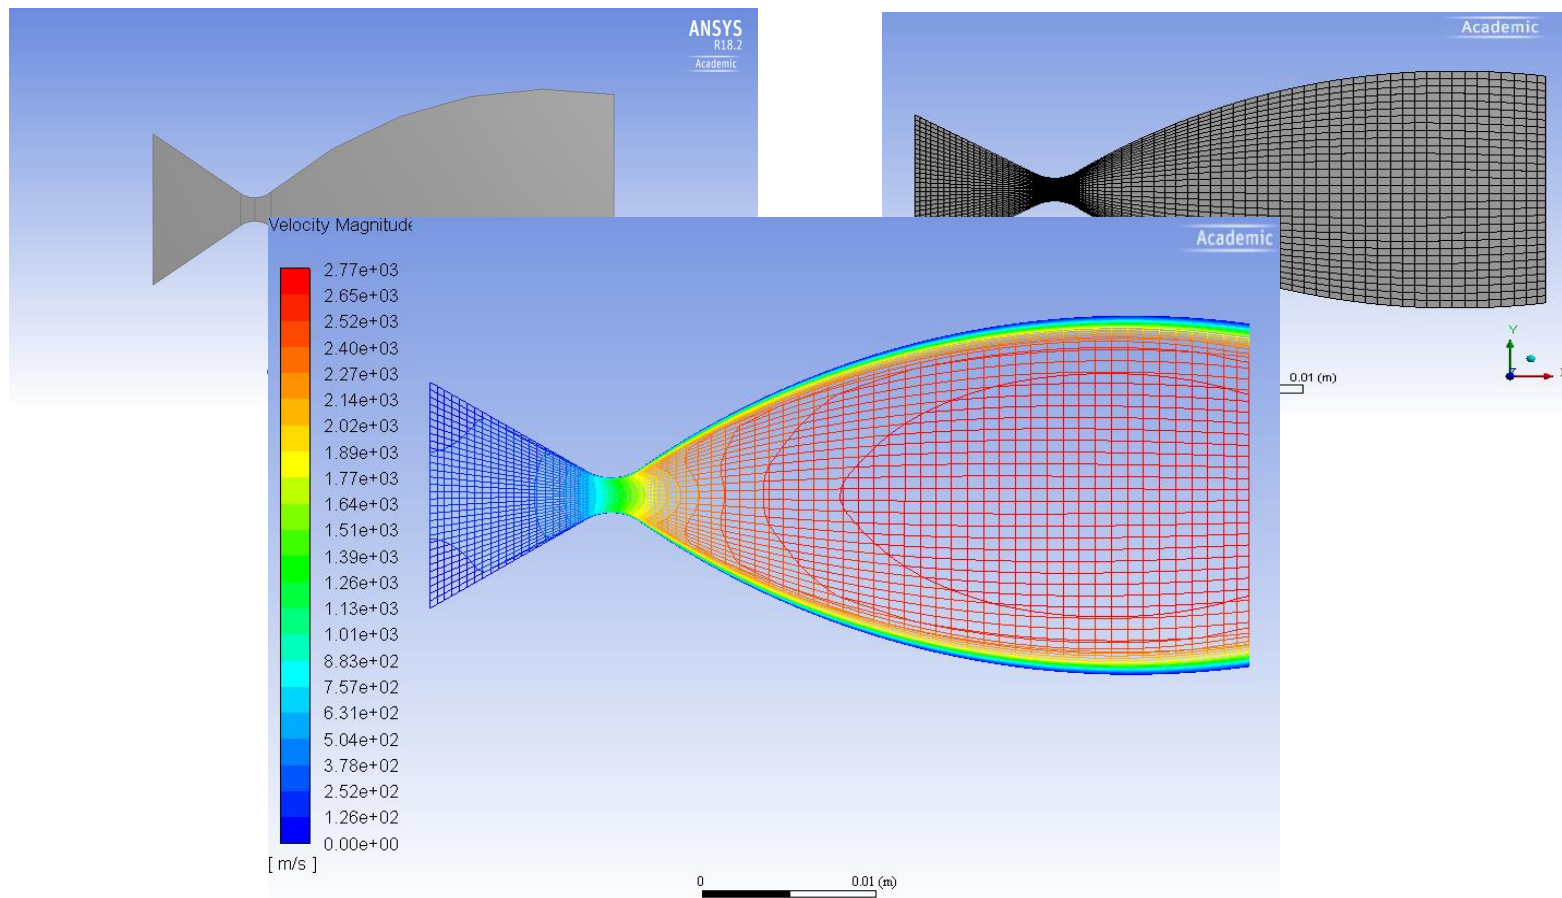 ANSYS
R18.2
Academic
Academic
Velocity Magnitude
Academic
2.77e+03
2.65e+03
2.52e+03
2.40e+03
2.27e+03
2.14e+03
2.02e+03
1.89e+03
1.77e+03
1.64e+03
1.51e+03
1.39e+03
1.26e+03
1.13e+03
1.01e+03
8.83e+02
7.57e+02
6.31e+02
5.04e+02
3.78e+02
2.52e+02
1.26e+02
0.00e+00
[ m/s ]
Y
Z
0.01 (m)
0 0.01 (m)